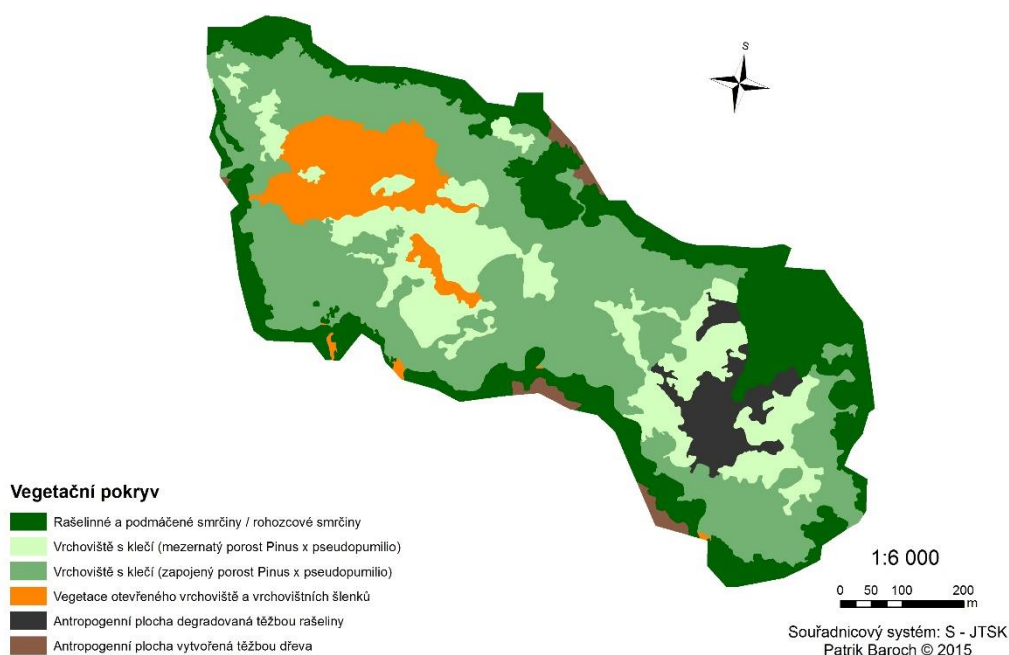 S
Vegetační pokryv
Rašelinné a podmáčené smrčiny / rohozcové smrčiny
Vrchoviště s klečí (mezernatý porost Pinus x pseudopumilio)
Vrchoviště s klečí (zapojený porost Pinus x pseudopumilio)
Vegetace otevřeného vrchoviště a vrchovištních šlenků
Antropogenní plocha degradovaná těžbou rašeliny
Antropogenní plocha vytvořená těžbou dřeva
1:6 000
0 50 100 200
m
Souřadnicový systém: S - JTSK
Patrik Baroch © 2015